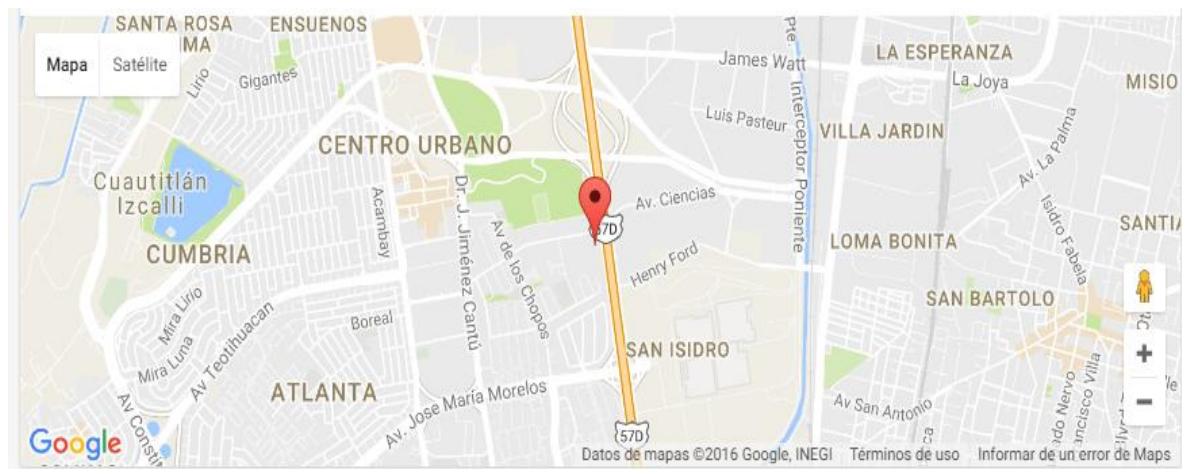 SANTA ROSA
ENSUENOS
IMA
Mapa
Satélite
Lirio
Gigantes
Pte
Interceptor Poniente
James Watt
LA ESPERANZA
La Joya
MISIO
Luis Pasteur
VILLA JARDIN
CENTRO URBANO
Av. La Palma
Cuautitlán
Izcalli
Acambay
Dr. J. Jiménez Cantú
Av de los Chopos
Av. Ciencias
57D
Isidro Fabela
SANTI
CUMBRIA
LOMA BONITA
Henry Ford
Mira Lirio
SAN BARTOLO
Mira Luna
Av Teotihuacan
Boreal
SAN ISIDRO
ATLANTA
Av. Jose María Morelos
Av San Antonio
Av Consti
57D
Google
Datos de mapas ©2016 Google, INEGI
Términos de uso
Informar de un error de Maps